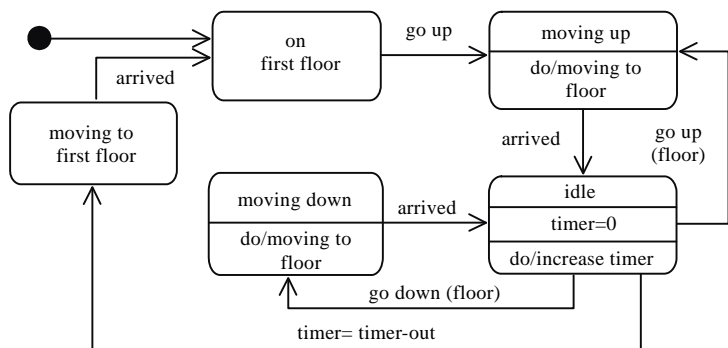 on
first floor
go up
moving up
do/moving to
floor
arrived
moving to
first floor
arrived
go up
(floor)
moving down
do/moving to
floor
arrived
idle
timer=0
do/increase timer
go down (floor)
timer= timer-out